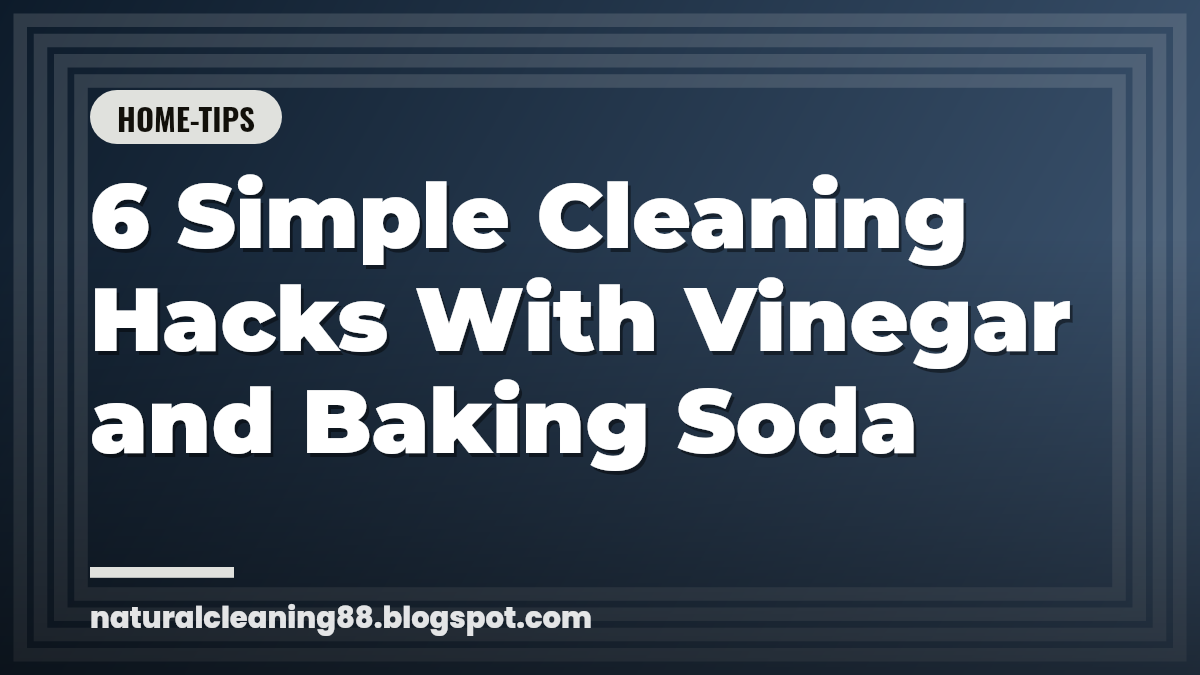 HOME-TIPS
6 Simple Cleaning
Hacks With Vinegar
and Baking Soda
naturalcleaning88.blogspot.com